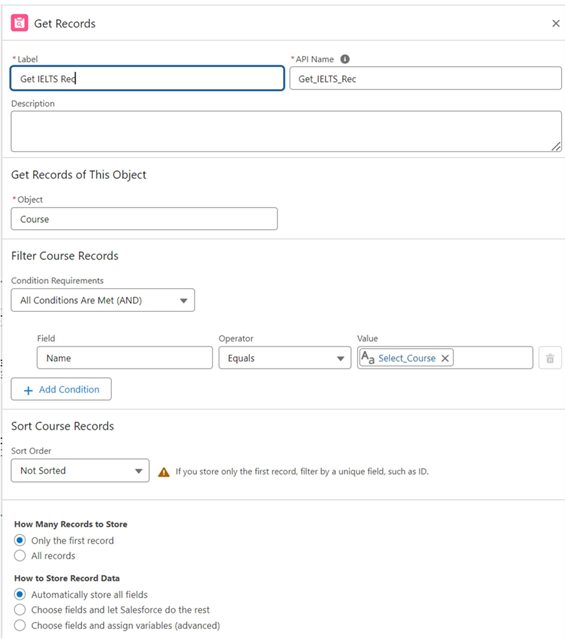 Get Records
* Label
* API Name
Get IELTS Rec
Get_IELTS_Rec
Description
Get Records of This Object
* Object
Course
Filter Course Records
Condition Requirements
All Conditions Are Met (AND)
Field
Operator
Value
Name
Equals
Aa Select_Course
+ Add Condition
Sort Course Records
Sort Order
Not Sorted
If you store only the first record, filter by a unique field, such as ID.
How Many Records to Store
Only the first record
All records
How to Store Record Data
Automatically store all fields
Choose fields and let Salesforce do the rest
Choose fields and assign variables (advanced)